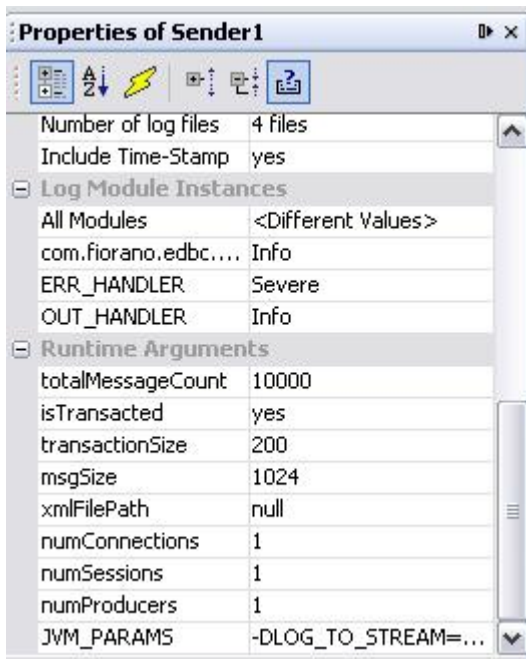 Properties of Sender1
Number of log files 4 files
Include Time-Stamp yes
Log Module Instances
All Modules <Different Values>
com.fiorano.edbc.... Info
ERR_HANDLER Severe
OUT_HANDLER Info
Runtime Arguments
totalMessageCount 10000
isTransacted yes
transactionSize 200
msgSize 1024
xmlFilePath null
numConnections 1
numSessions 1
numProducers 1
JVM_PARAMS -DLOG_TO_STREAM=...